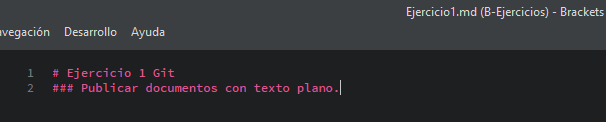 Ejercicio1.md (B-Ejercicios) - Brackets
avegación Desarrollo Ayuda
1 # Ejercicio 1 Git
2 ### Publicar documentos con texto plano.